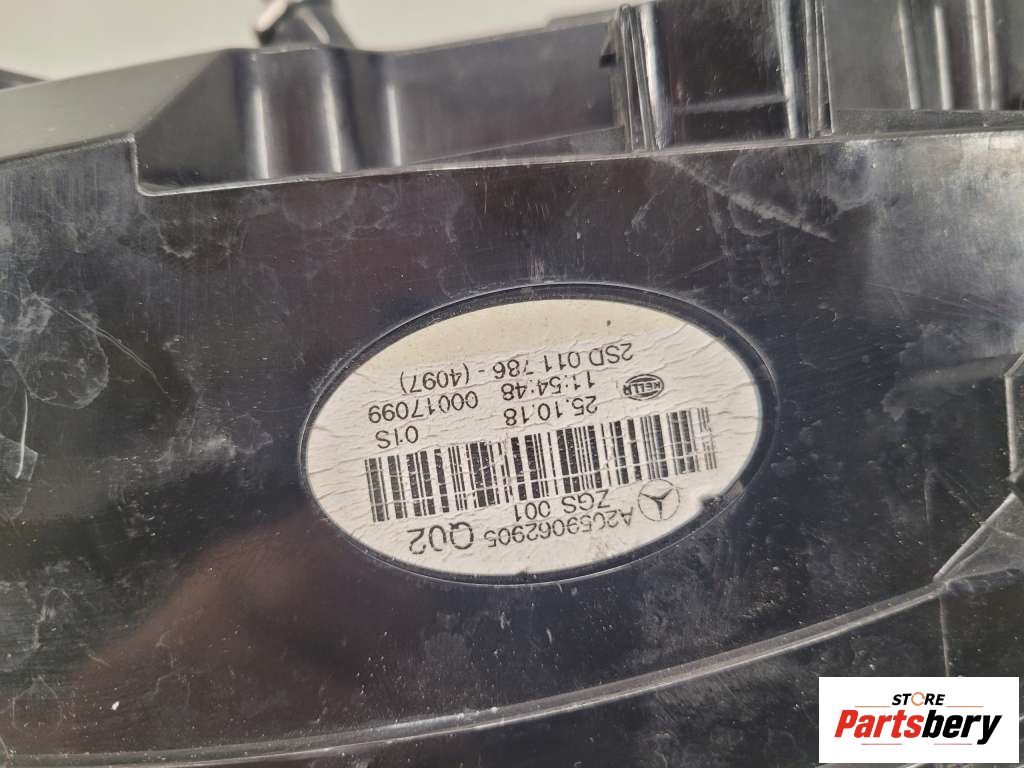 A2059062905 Q02
ZGS 001
01S
25.10.18
11:54:48 00017099
HELLA
2SD 011 786 - (4097)
STORE
Partsbery